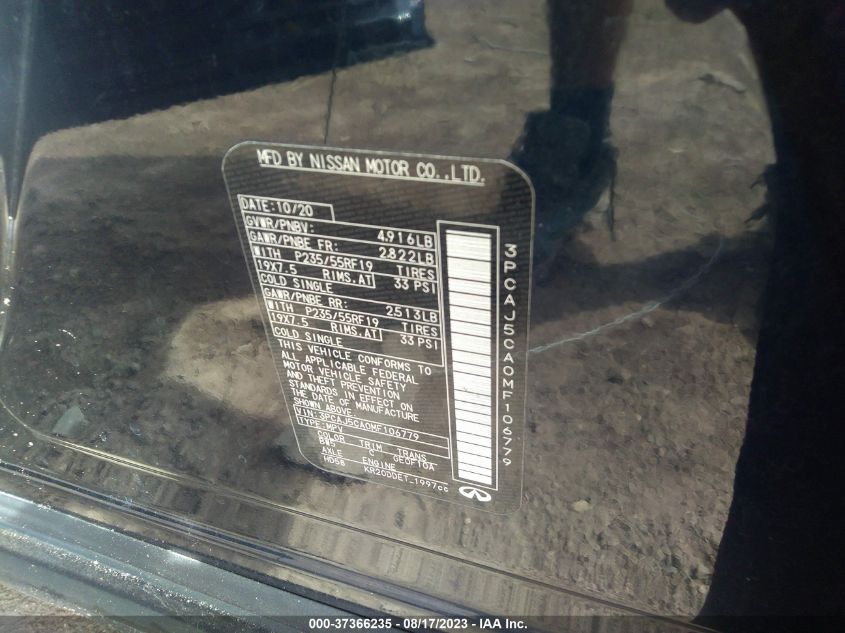 MFD BY NISSAN MOTOR CO.,LTD.
DATE:10/20
GVWR/PNBV: 4,916LB
GAWR/PNBE FR: 2,822LB
WITH P235/55RF19 TIRES
19X7.5 RIMS,AT 33 PSI
COLD SINGLE
GAWR/PNBE RR: 2,513LB
WITH P235/55RF19 TIRES
19X7.5 RIMS,AT 33 PSI
COLD SINGLE
THIS VEHICLE CONFORMS TO
ALL APPLICABLE FEDERAL
MOTOR VEHICLE SAFETY
AND THEFT PREVENTION
STANDARDS IN EFFECT ON
THE DATE OF MANUFACTURE
SHOWN ABOVE.
VIN:3PCAJ5CA0MF106779
TYPE:MPV
COLOR TRIM TRANS
BW5 C GE0F10A
AXLE ENGINE
HD58 KR20DDET_1997cc
3PCAJ5CA0MF106779
000-37366235 - 08/17/2023 - IAA Inc.